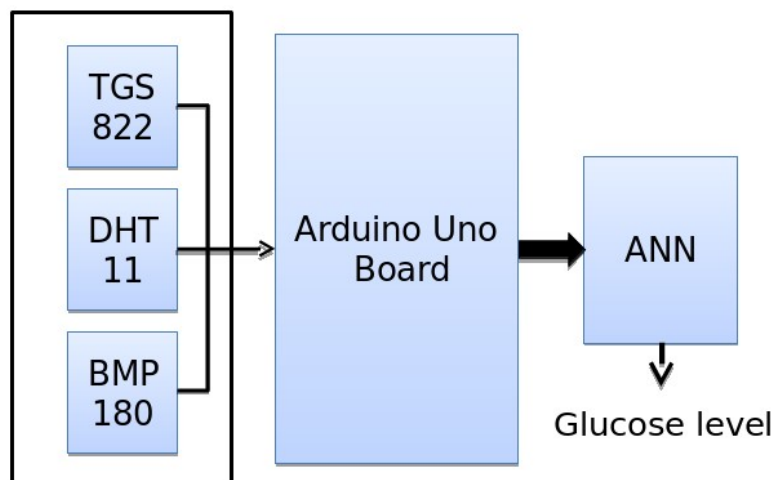 TGS
822
DHT
11
BMP
180
Arduino Uno
Board
ANN
Glucose level